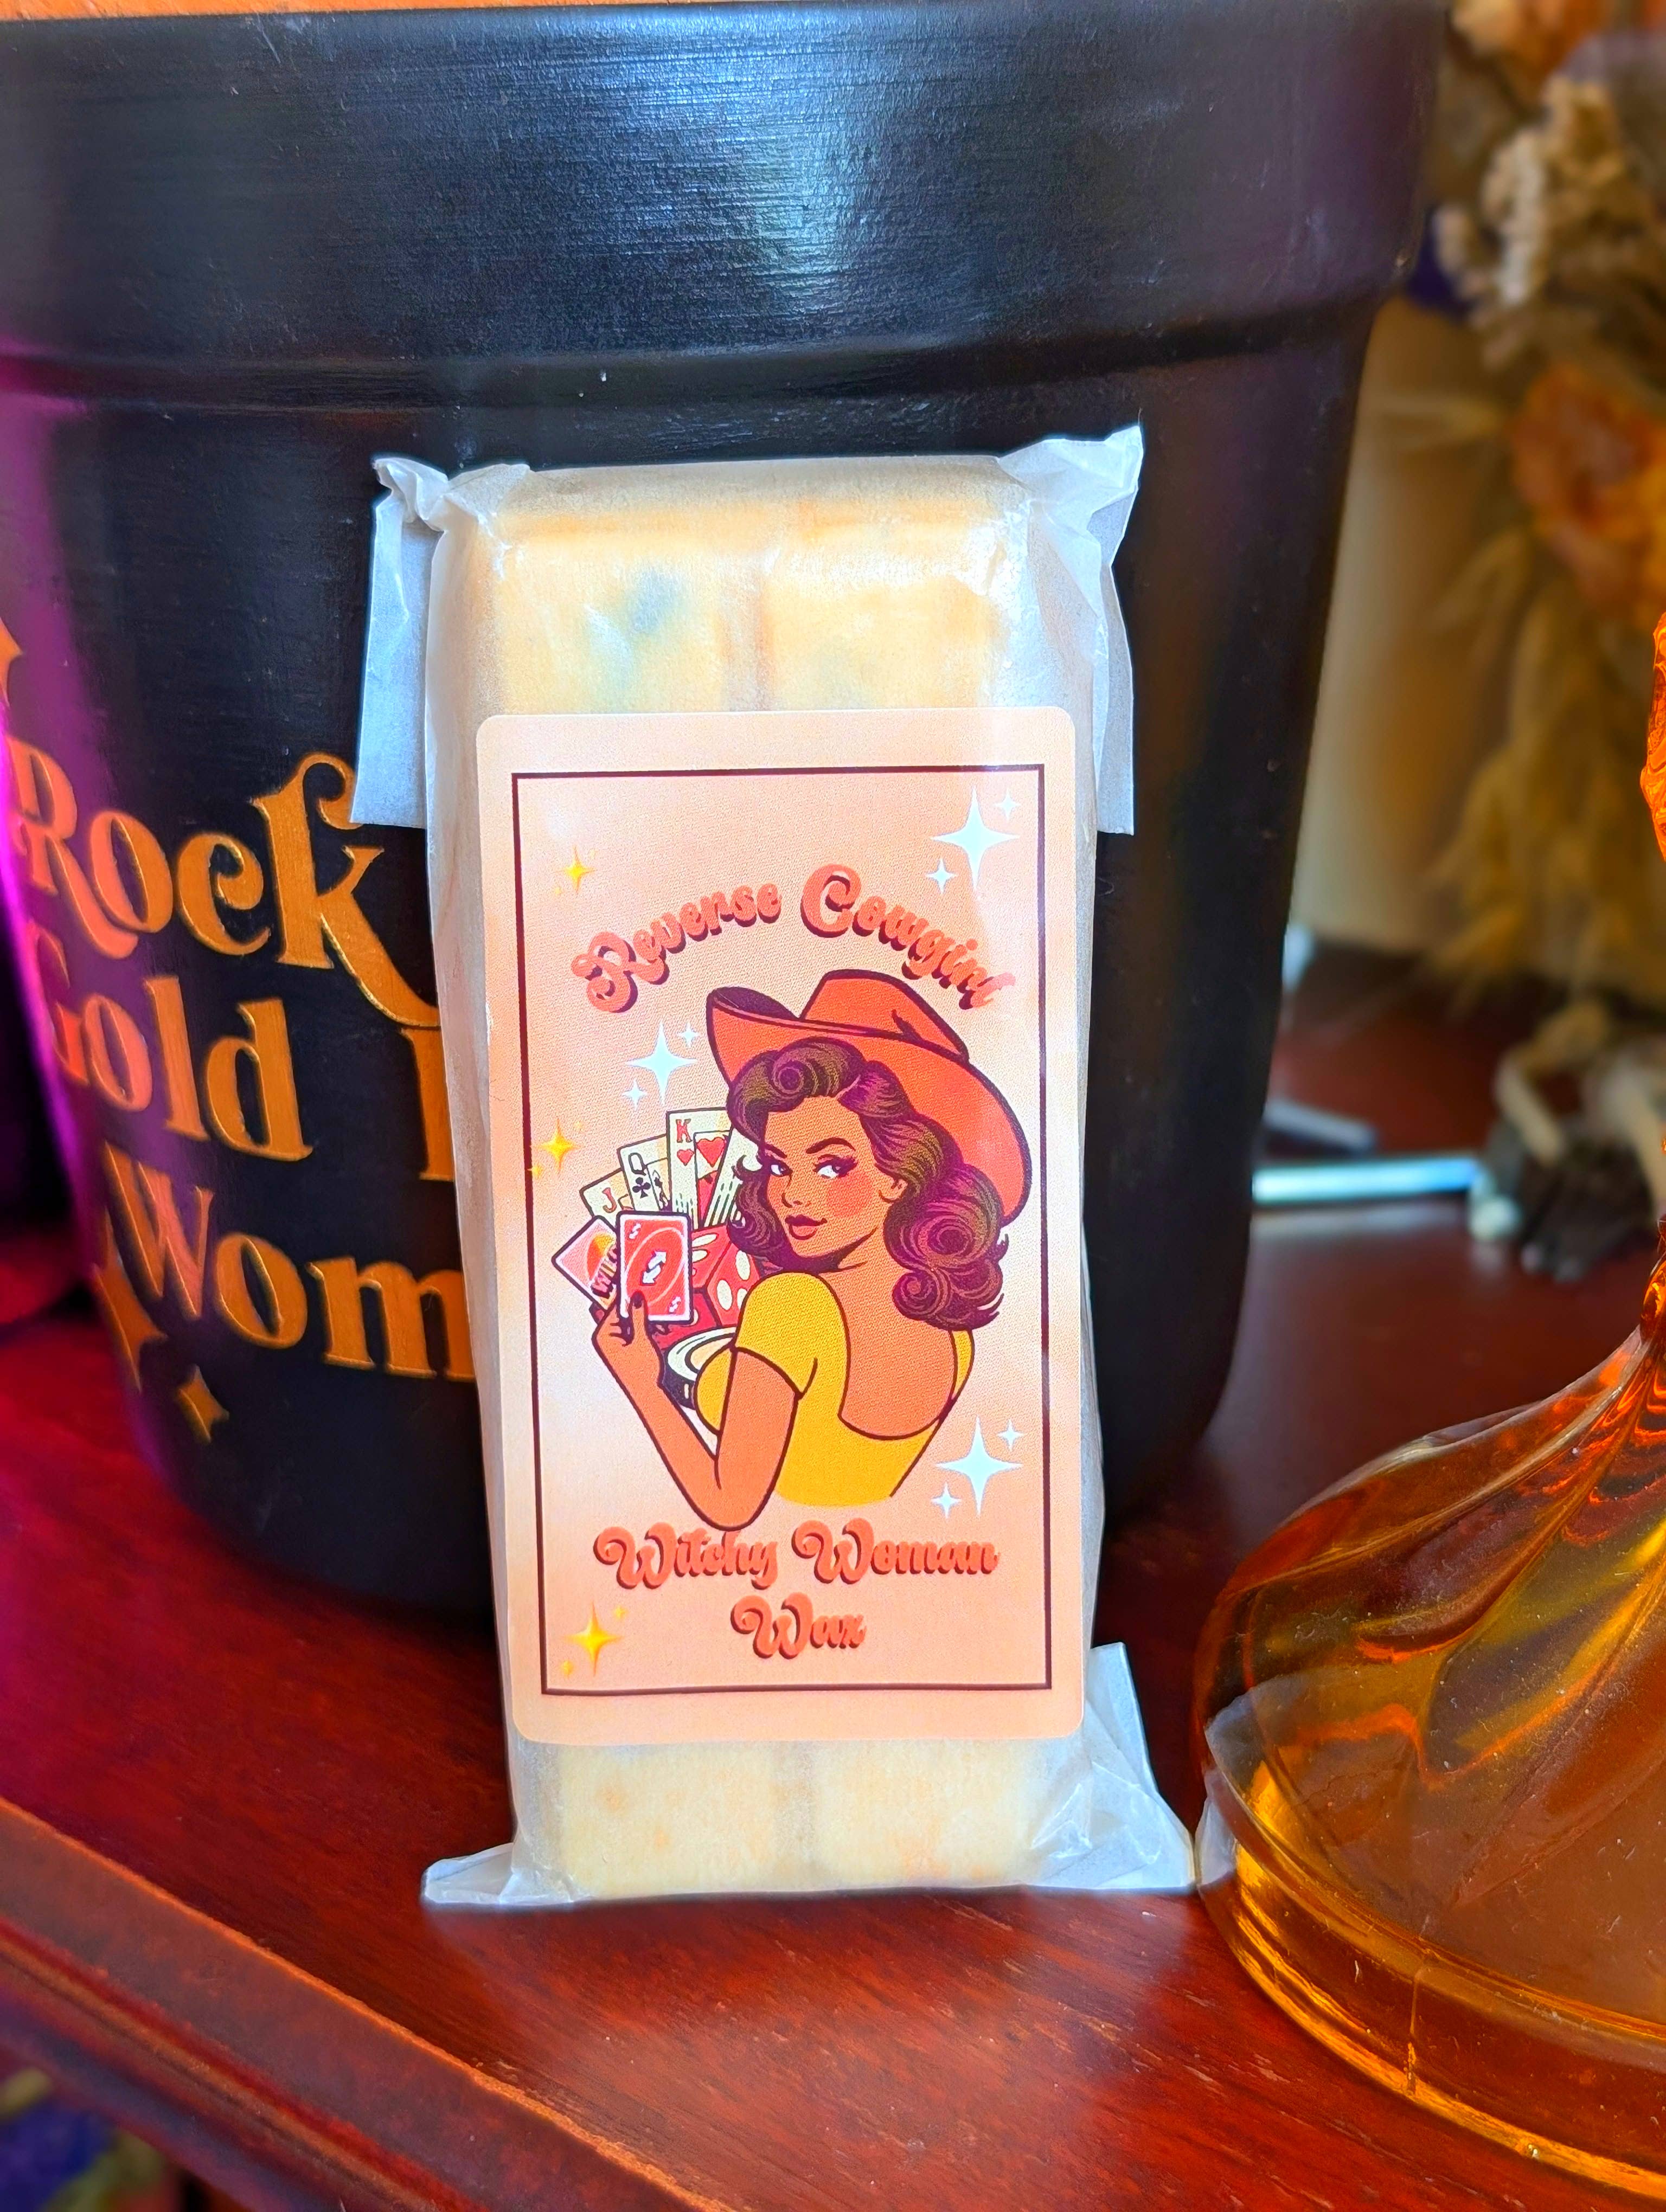 Reverse Cowgirl
K
Q
J
Witchy Woman
Wax
Rock
Gold
Wom